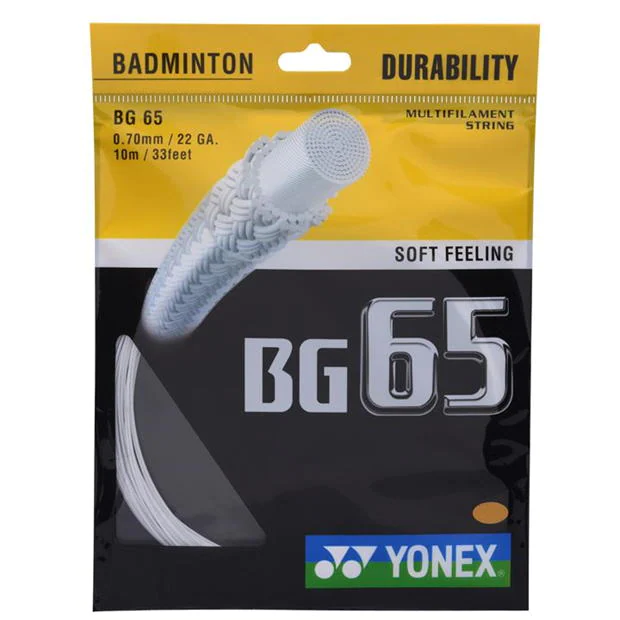 BADMINTON
DURABILITY
BG 65
0.70mm / 22 GA.
10m / 33feet
MULTIFILAMENT
STRING
SOFT FEELING
BG65
YONEX®